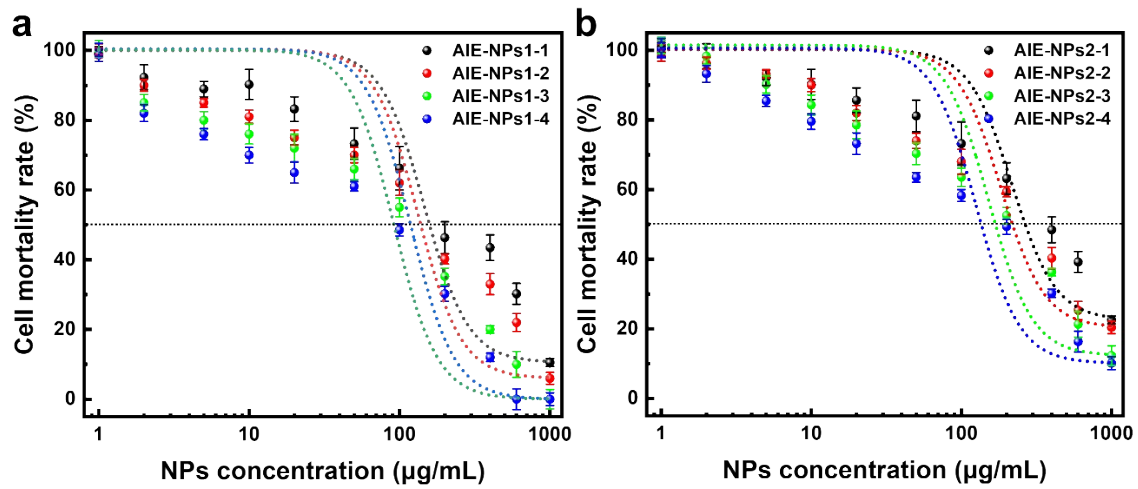 a
Cell mortality rate (%)
100
80
60
40
20
0
AIE-NPs1-1
AIE-NPs1-2
AIE-NPs1-3
AIE-NPs1-4
1
10
100
1000
NPs concentration (μg/mL)
b
Cell mortality rate (%)
100
80
60
40
20
0
AIE-NPs2-1
AIE-NPs2-2
AIE-NPs2-3
AIE-NPs2-4
1
10
100
1000
NPs concentration (μg/mL)